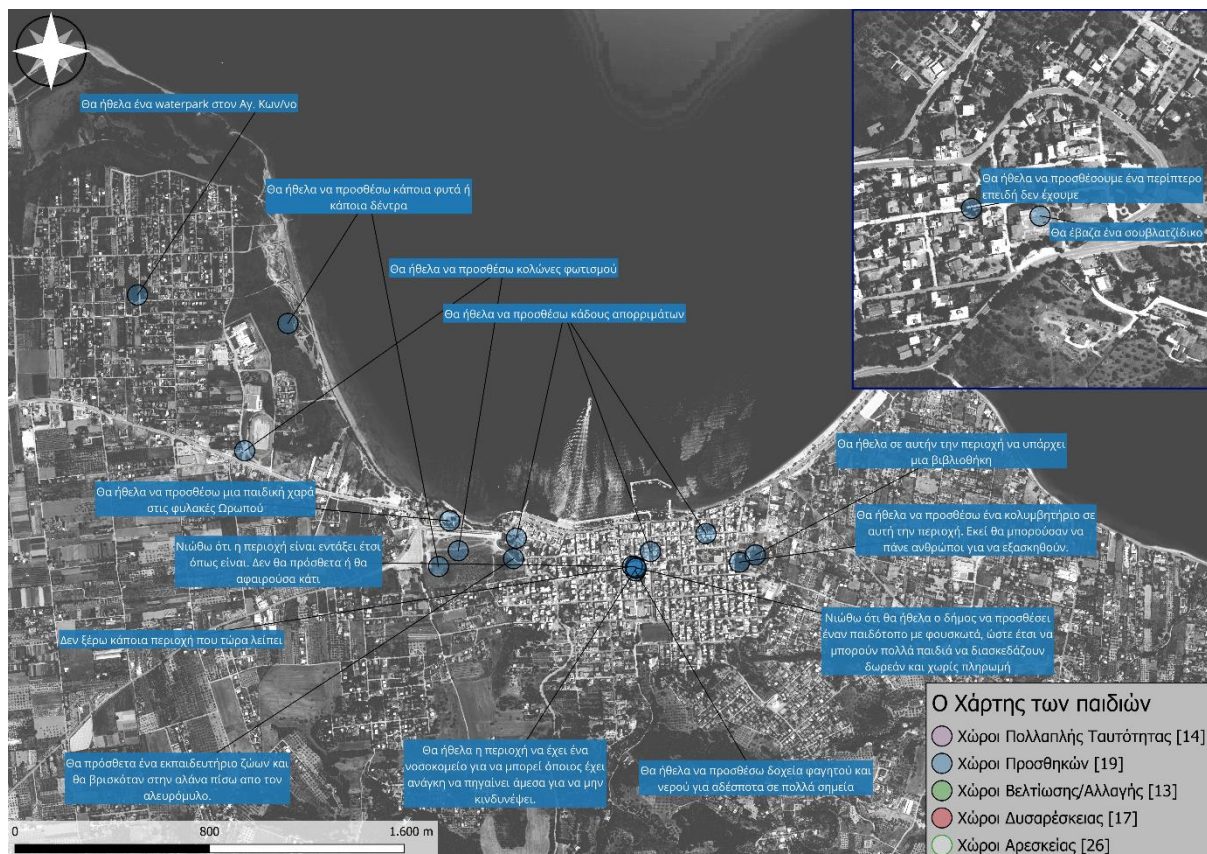 Θα ήθελα ένα waterpark στον Αγ. Κων/νο
Θα ήθελα να προσθέσω κάποια φυτά ή
κάποια δέντρα
Θα ήθελα να προσθέσουμε ένα περίπτερο
επειδή δεν έχουμε
Θα έβαζα ένα σουβλατζίδικο
Θα ήθελα να προσθέσω κολώνες φωτισμού
Θα ήθελα να προσθέσω κάδους απορριμάτων
Θα ήθελα σε αυτήν την περιοχή να υπάρχει
μια βιβλιοθήκη
Θα ήθελα να προσθέσω μια παιδική χαρά
στις φυλακές Ωρωπού
Θα ήθελα να προσθέσω ένα κολυμβητήριο σε
αυτή την περιοχή. Εκεί θα μπορούσαν να
πάνε ανθρώποι για να εξασκηθούν.
Νιώθω ότι η περιοχή είναι εντάξει έτσι
όπως είναι. Δεν θα πρόσθετα ή θα
αφαιρούσα κάτι
Δεν ξέρω κάποια περιοχή που τώρα λείπει
Νιώθω ότι θα ήθελα ο δήμος να προσθέσει
έναν παιδότοπο με φουσκωτά, ώστε έτσι να
μπορούν πολλά παιδιά να διασκεδάζουν
δωρεάν και χωρίς πληρωμή
Θα πρόσθετα ένα εκπαιδευτήριο ζώων και
θα βρισκόταν στην αλάνα πίσω απο τον
αλευρόμυλο.
Θα ήθελα η περιοχή να έχει ένα
νοσοκομείο για να μπορεί όποιος έχει
ανάγκη να πηγαίνει άμεσα για να μην
κινδυνέψει.
Θα ήθελα να προσθέσω δοχεία φαγητού και
νερού για αδέσποτα σε πολλά σημεία
Ο Χάρτης των παιδιών
Χώροι Πολλαπλής Ταυτότητας [14]
Χώροι Προσθηκών [19]
Χώροι Βελτίωσης/Αλλαγής [13]
Χώροι Δυσαρέσκειας [17]
Χώροι Αρεσκείας [26]
0 800 1.600 m